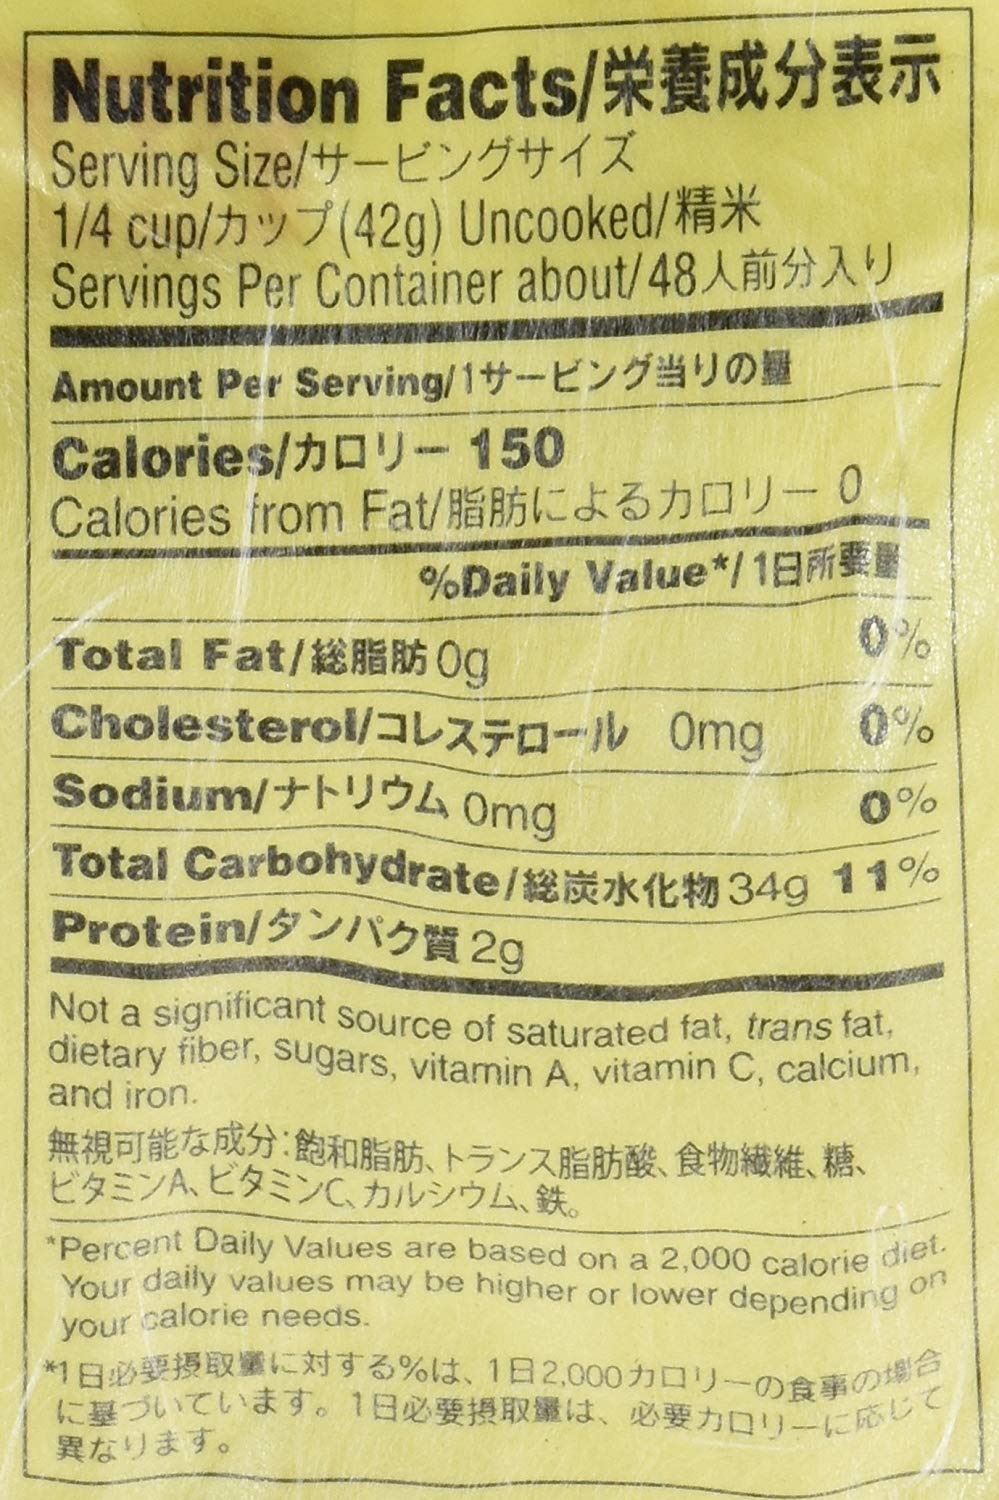 Nutrition Facts/栄養成分表示
Serving Size/サービングサイズ
1/4 cup/カップ(42g) Uncooked/精米
Servings Per Container about/48人前分入り
Amount Per Serving/1サービング当りの量
Calories/カロリー 150
Calories from Fat/脂肪によるカロリー 0
%Daily Value*/1日所要量
Total Fat/総脂肪 0g 0%
Cholesterol/コレステロール 0mg 0%
Sodium/ナトリウム 0mg 0%
Total Carbohydrate/総炭水化物 34g 11%
Protein/タンパク質 2g
Not a significant source of saturated fat, trans fat,
dietary fiber, sugars, vitamin A, vitamin C, calcium,
and iron.
無視可能な成分:飽和脂肪、トランス脂肪酸、食物繊維、糖、
ビタミンA、ビタミンC、カルシウム、鉄。
*Percent Daily Values are based on a 2,000 calorie diet.
Your daily values may be higher or lower depending on
your calorie needs.
*1日必要摂取量に対する%は、1日2,000カロリーの食事の場合
に基づいています。1日必要摂取量は、必要カロリーに応じて
異なります。